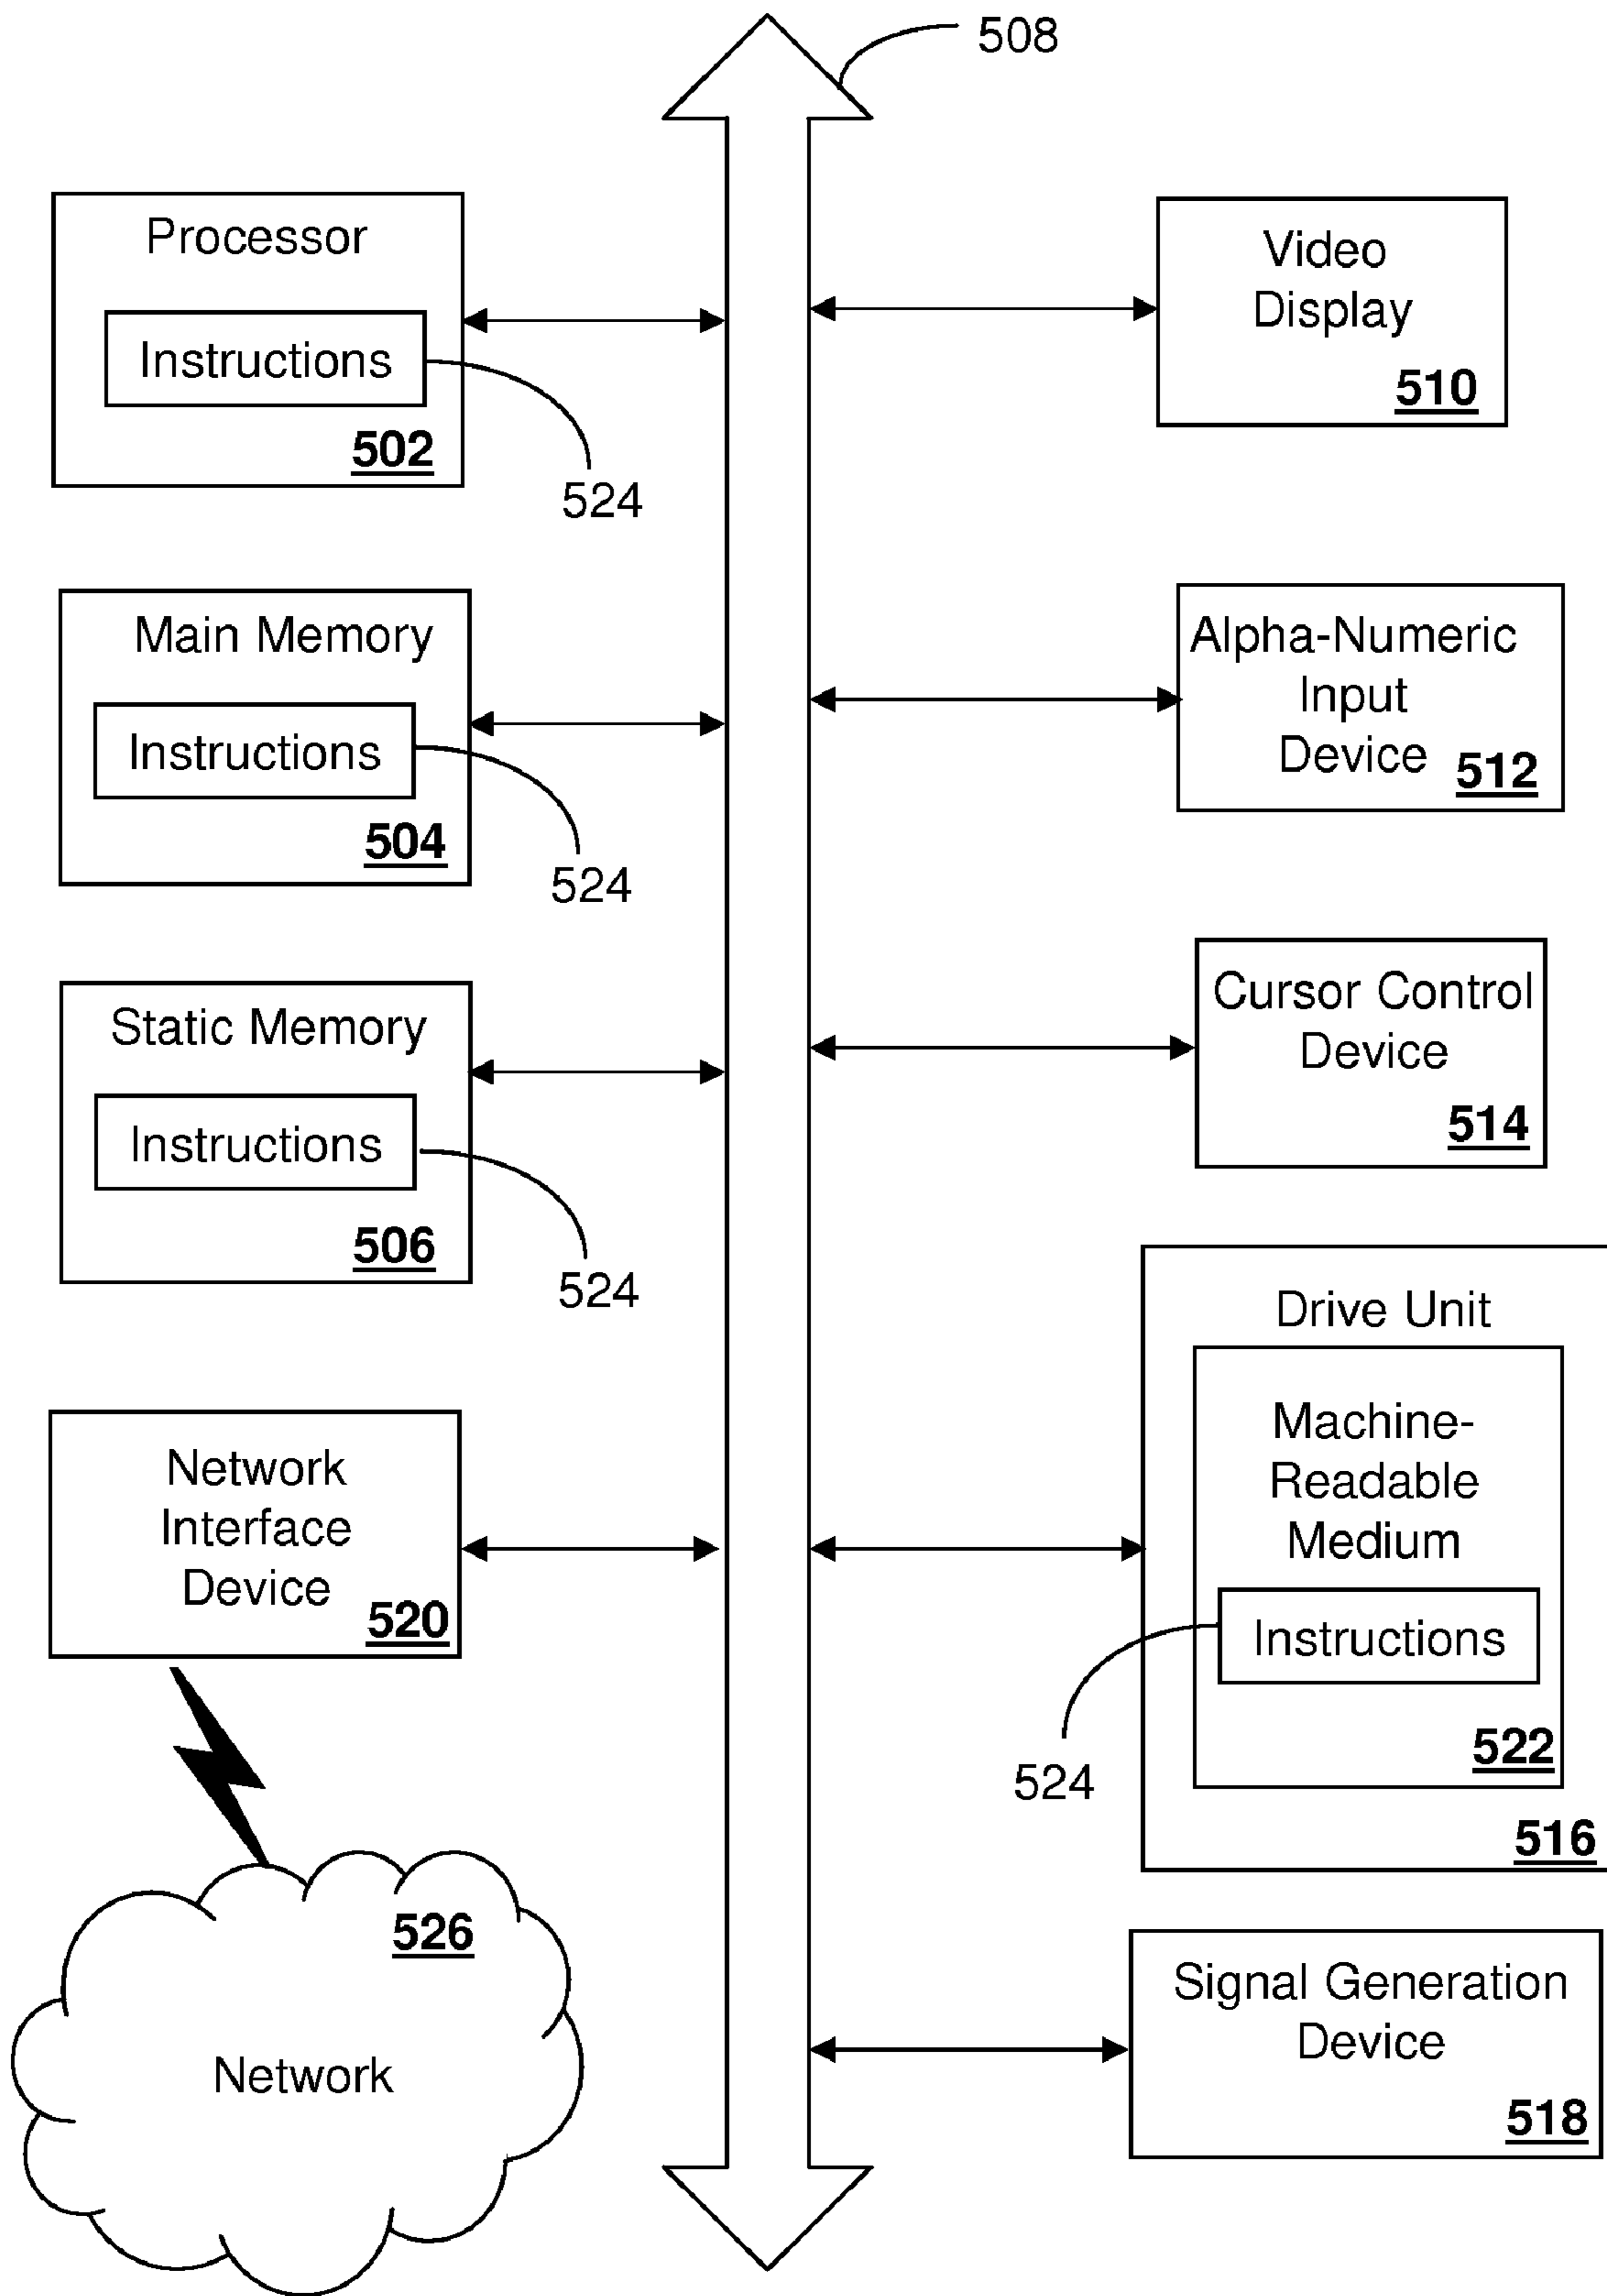 508
Processor
Instructions
502
524
Main Memory
Instructions
504
524
Static Memory
Instructions
506
524
Network
Interface
Device
520
526
Network
Video
Display
510
Alpha-Numeric
Input
Device
512
Cursor Control
Device
514
Drive Unit
Machine-
Readable
Medium
Instructions
522
524
516
Signal Generation
Device
518